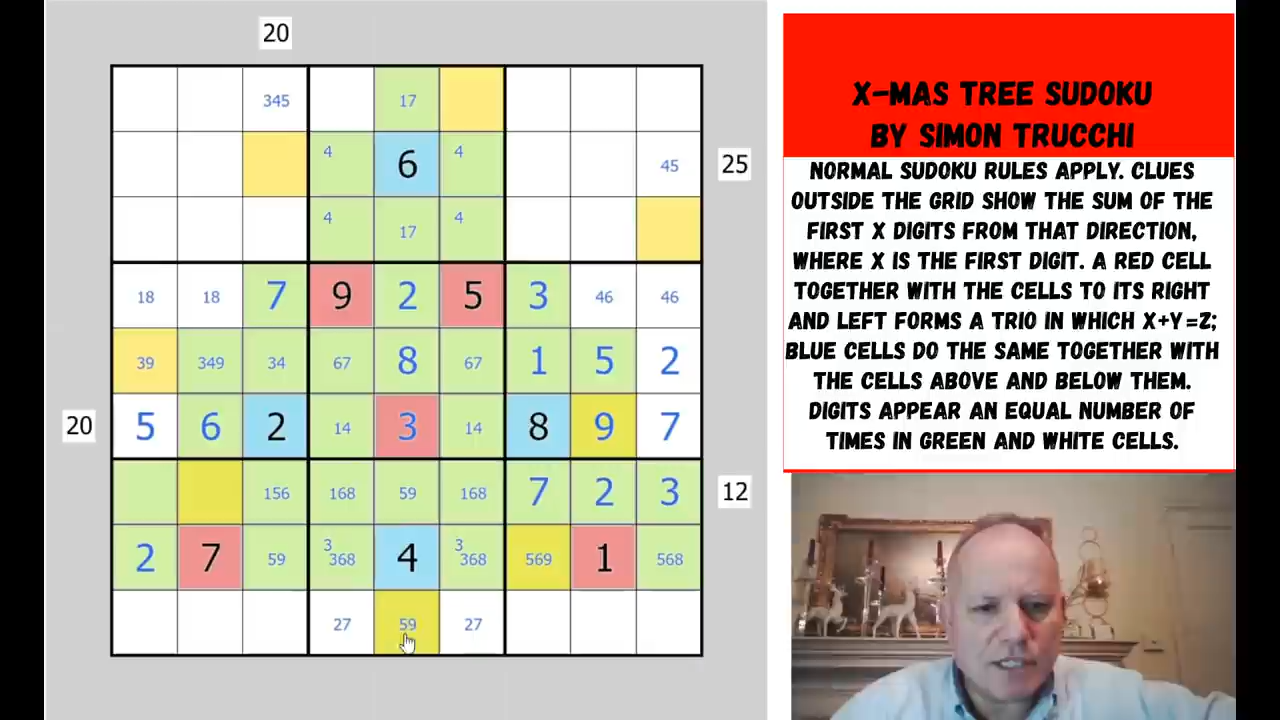 20
X-MAS TREE SUDOKU
BY SIMON TRUCCHI
NORMAL SUDOKU RULES APPLY. CLUES
OUTSIDE THE GRID SHOW THE SUM OF THE
FIRST X DIGITS FROM THAT DIRECTION,
WHERE X IS THE FIRST DIGIT. A RED CELL
TOGETHER WITH THE CELLS TO ITS RIGHT
AND LEFT FORMS A TRIO IN WHICH X+Y=Z;
BLUE CELLS DO THE SAME TOGETHER WITH
THE CELLS ABOVE AND BELOW THEM.
DIGITS APPEAR AN EQUAL NUMBER OF
TIMES IN GREEN AND WHITE CELLS.
345 17
4 6 4 45 25
4 17 4
18 18 7 9 2 5 3 46 46
39 349 34 67 8 67 1 5 2
20 5 6 2 14 3 14 8 9 7
156 168 59 168 7 2 3 12
2 7 59 3 368 4 3 368 569 1 568
27 59 27